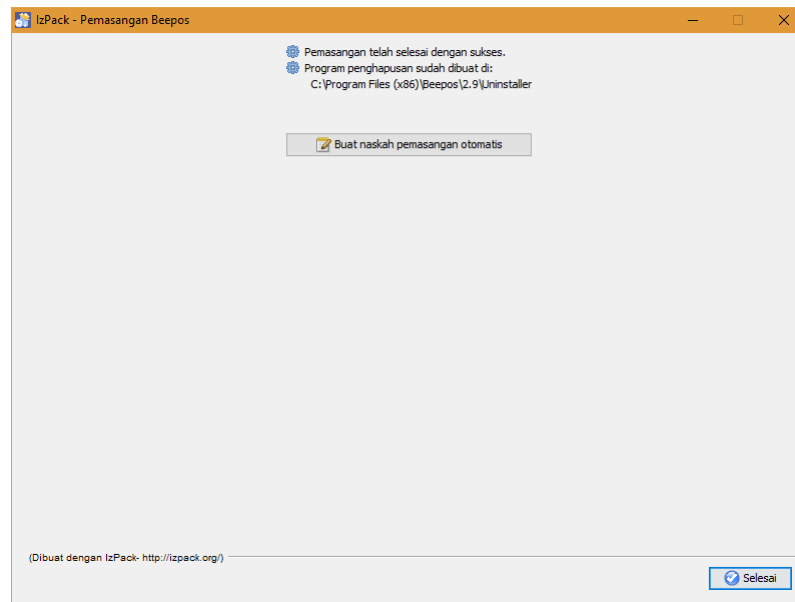 IzPack - Pemasangan Beepos
Pemasangan telah selesai dengan sukses.
Program penghapusan sudah dibuat di:
C:\Program Files (x86)\Beepos\2.9\Uninstaller
Buat naskah pemasangan otomatis
(Dibuat dengan IzPack- http://izpack.org/)
Selesai